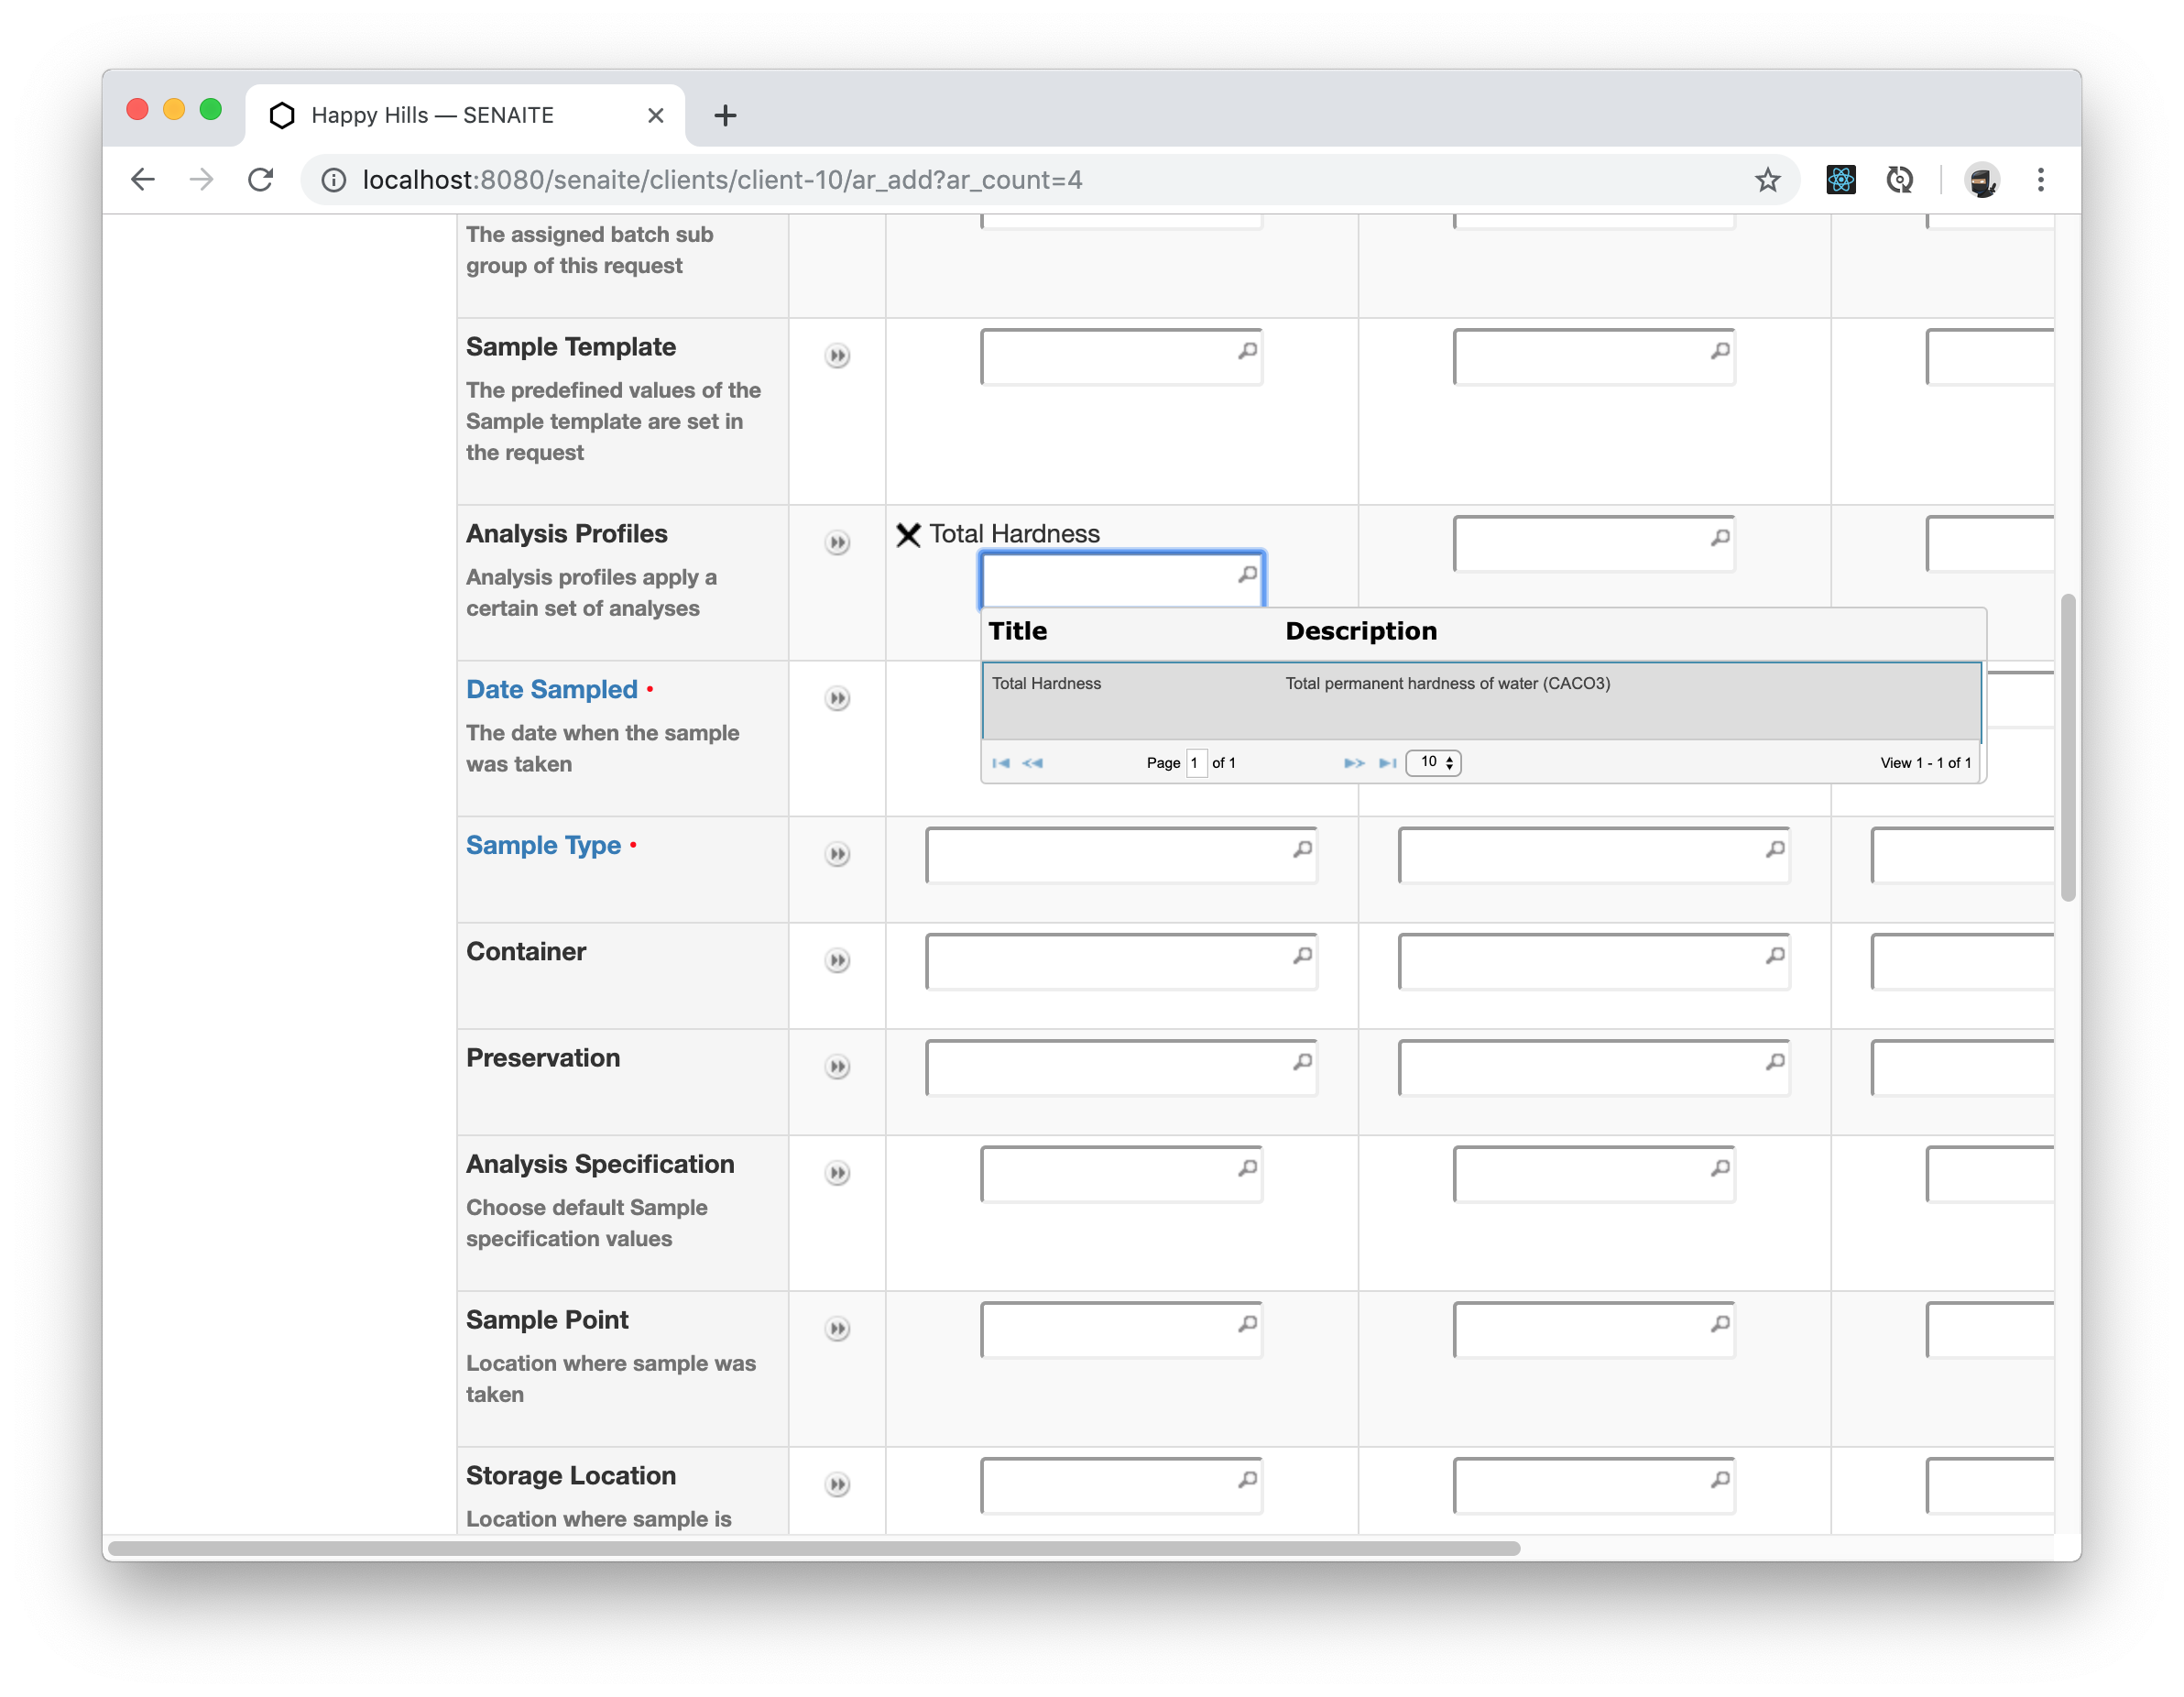 Happy Hills — SENAITE
localhost:8080/senaite/clients/client-10/ar_add?ar_count=4
The assigned batch sub
group of this request
Sample Template
The predefined values of the
Sample template are set in
the request
Analysis Profiles
Total Hardness
Analysis profiles apply a
certain set of analyses
Title Description
Total Hardness Total permanent hardness of water (CACO3)
Page 1 of 1 10 View 1 - 1 of 1
Date Sampled
The date when the sample
was taken
Sample Type
Container
Preservation
Analysis Specification
Choose default Sample
specification values
Sample Point
Location where sample was
taken
Storage Location
Location where sample is